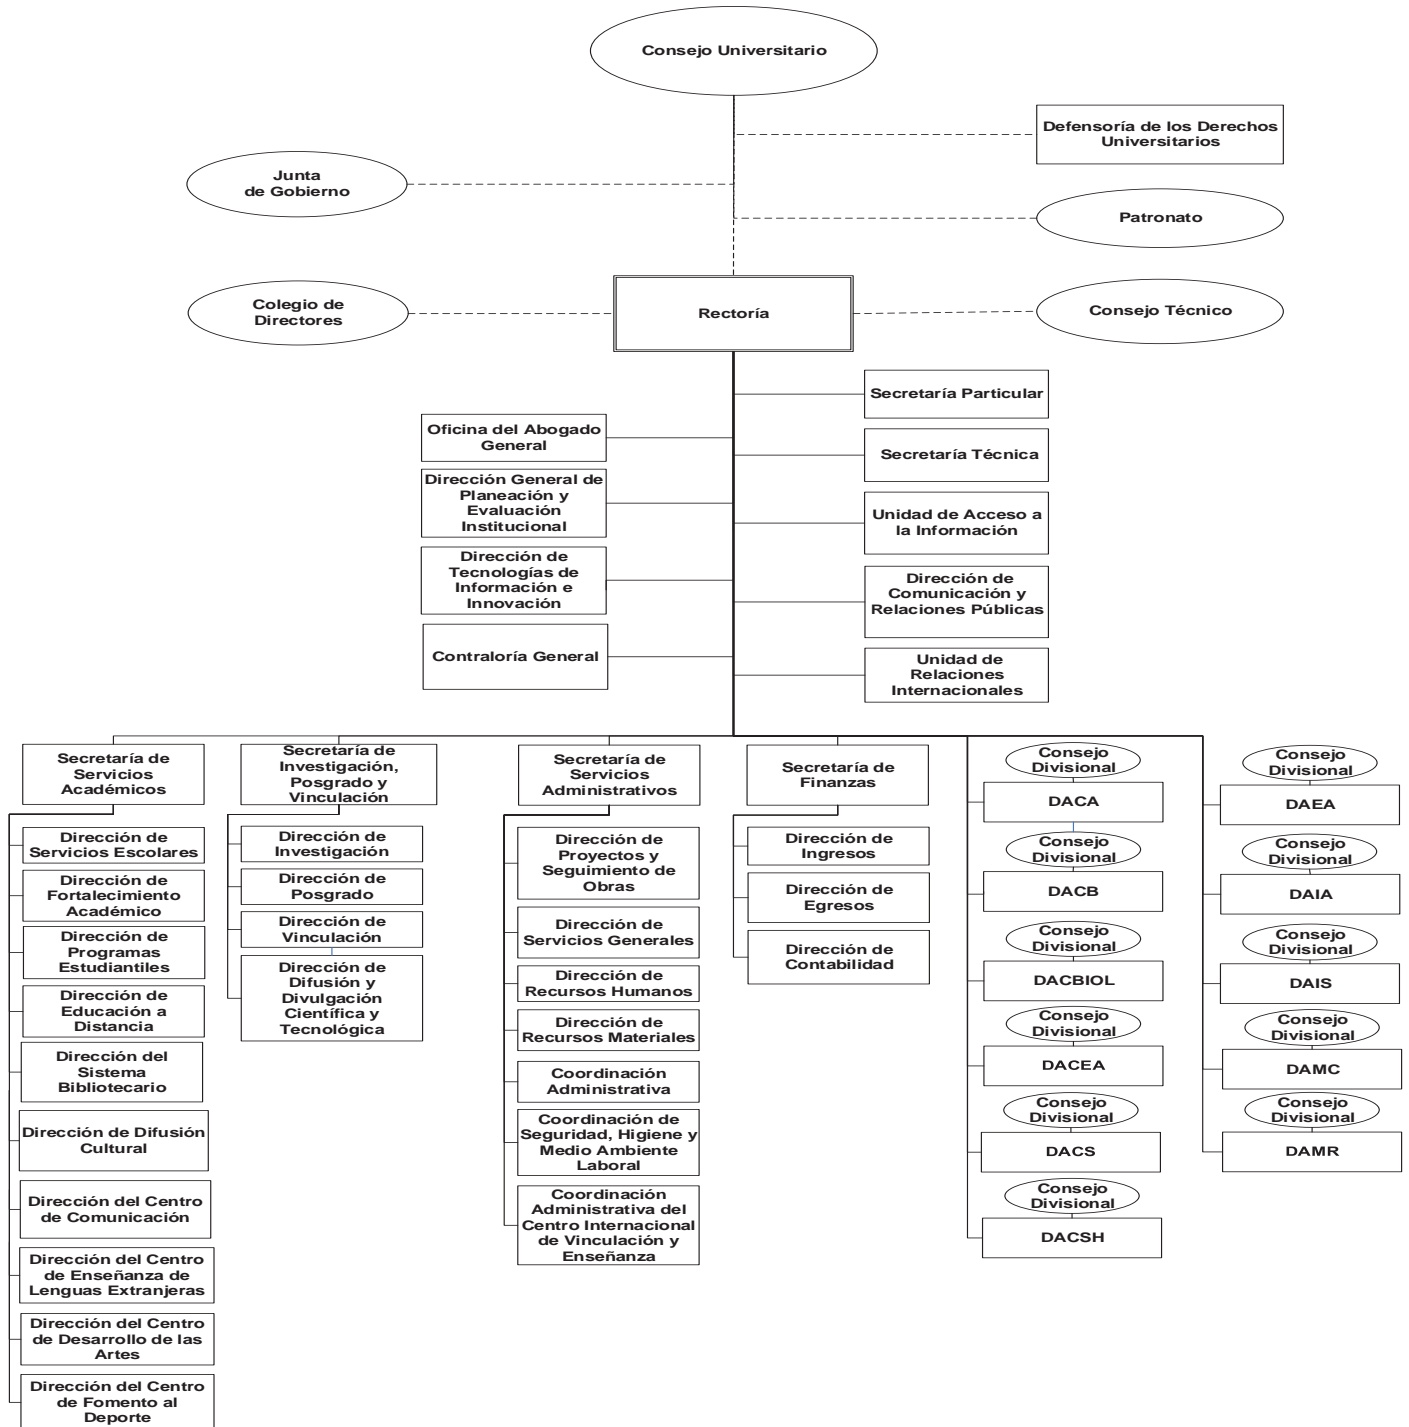 Consejo Universitario
Defensoría de los Derechos
Universitarios
Junta
de Gobierno
Patronato
Colegio de
Directores
Rectoría
Consejo Técnico
Secretaría Particular
Oficina del Abogado
General
Secretaría Técnica
Dirección General de
Planeación y
Evaluación
Institucional
Unidad de Acceso a
la Información
Dirección de
Tecnologías de
Información e
Innovación
Dirección de
Comunicación y
Relaciones Públicas
Contraloría General
Unidad de
Relaciones
Internacionales
Secretaría de
Servicios
Académicos
Dirección de
Servicios Escolares
Dirección de
Fortalecimiento
Académico
Dirección de
Programas
Estudiantiles
Dirección de
Educación a
Distancia
Dirección del
Sistema
Bibliotecario
Dirección de Difusión
Cultural
Dirección del Centro
de Comunicación
Dirección del Centro
de Enseñanza de
Lenguas Extranjeras
Dirección del Centro
de Desarrollo de las
Artes
Dirección del Centro
de Fomento al
Deporte
Secretaría de
Investigación,
Posgrado y
Vinculación
Dirección de
Investigación
Dirección de
Posgrado
Dirección de
Vinculación
Dirección de
Difusión y
Divulgación
Científica y
Tecnológica
Secretaría de
Servicios
Administrativos
Dirección de
Proyectos y
Seguimiento de
Obras
Dirección de
Servicios Generales
Dirección de
Recursos Humanos
Dirección de
Recursos Materiales
Coordinación
Administrativa
Coordinación de
Seguridad, Higiene y
Medio Ambiente
Laboral
Coordinación
Administrativa del
Centro Internacional
de Vinculación y
Enseñanza
Secretaría de
Finanzas
Dirección de
Ingresos
Dirección de
Egresos
Dirección de
Contabilidad
Consejo
Divisional
DACA
Consejo
Divisional
DACB
Consejo
Divisional
DACBIOL
Consejo
Divisional
DACEA
Consejo
Divisional
DACS
Consejo
Divisional
DACSH
Consejo
Divisional
DAEA
Consejo
Divisional
DAIA
Consejo
Divisional
DAIS
Consejo
Divisional
DAMC
Consejo
Divisional
DAMR